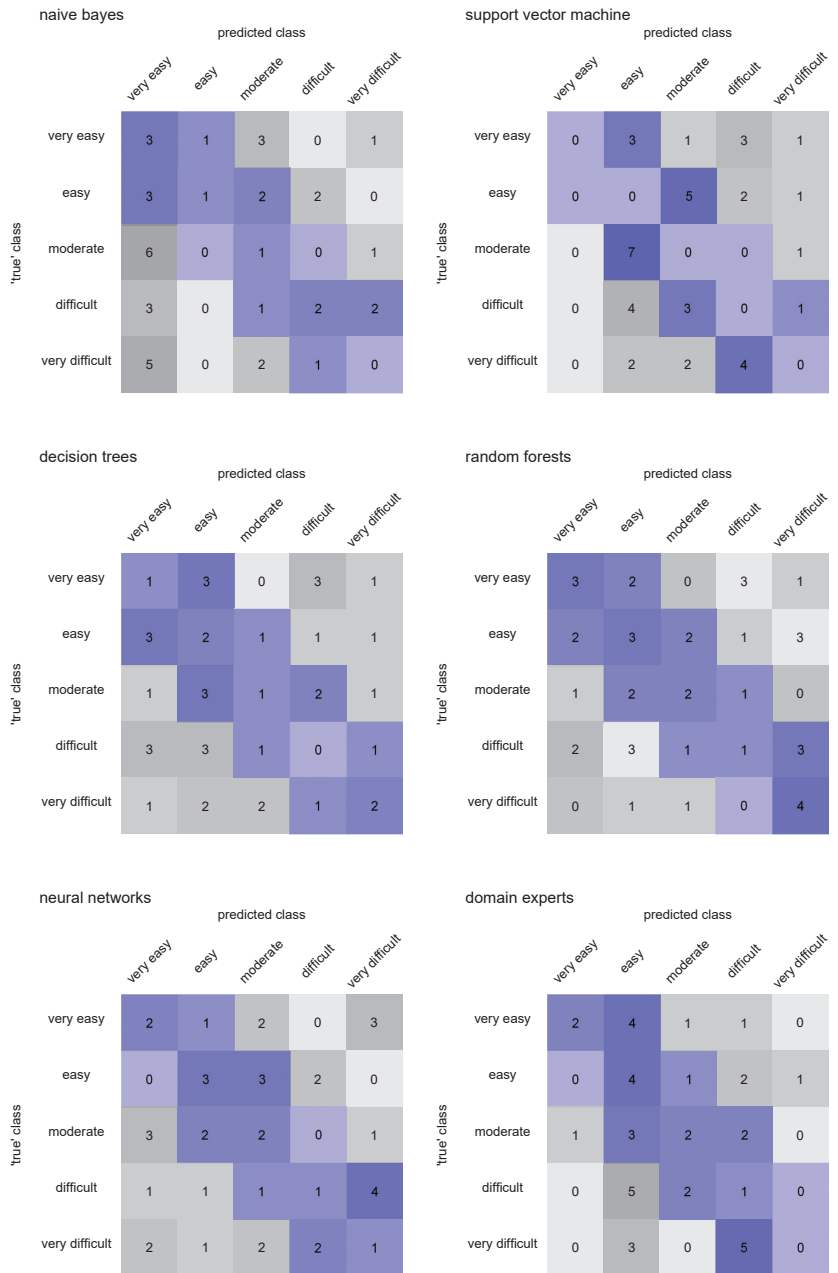 naive bayes
predicted class
very easy easy moderate difficult very difficult
very easy 3 1 3 0 1
easy 3 1 2 2 0
moderate 6 0 1 0 1
difficult 3 0 1 2 2
very difficult 5 0 2 1 0
'true' class
support vector machine
predicted class
very easy easy moderate difficult very difficult
very easy 0 3 1 3 1
easy 0 0 5 2 1
moderate 0 7 0 0 1
difficult 0 4 3 0 1
very difficult 0 2 2 4 0
'true' class
decision trees
predicted class
very easy easy moderate difficult very difficult
very easy 1 3 0 3 1
easy 3 2 1 1 1
moderate 1 3 1 2 1
difficult 3 3 1 0 1
very difficult 1 2 2 1 2
'true' class
random forests
predicted class
very easy easy moderate difficult very difficult
very easy 3 2 0 3 1
easy 2 3 2 1 3
moderate 1 2 2 1 0
difficult 2 3 1 1 3
very difficult 0 1 1 0 4
'true' class
neural networks
predicted class
very easy easy moderate difficult very difficult
very easy 2 1 2 0 3
easy 0 3 3 2 0
moderate 3 2 2 0 1
difficult 1 1 1 1 4
very difficult 2 1 2 2 1
'true' class
domain experts
predicted class
very easy easy moderate difficult very difficult
very easy 2 4 1 1 0
easy 0 4 1 2 1
moderate 1 3 2 2 0
difficult 0 5 2 1 0
very difficult 0 3 0 5 0
'true' class